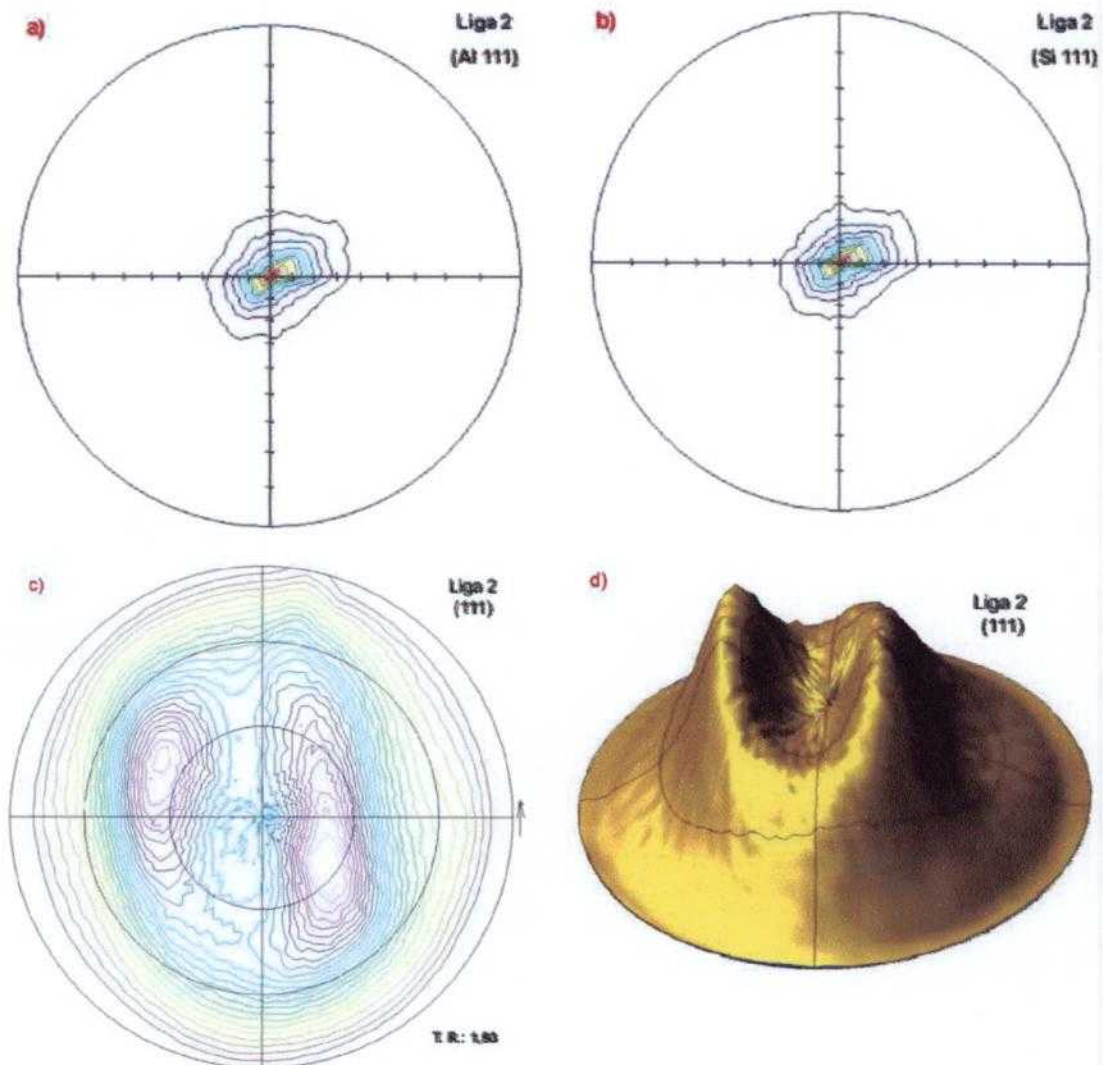 a)
Liga 2
(Al 111)
b)
Liga 2
(Si 111)
c)
Liga 2
(111)
T. R.: 1,93
d)
Liga 2
(111)